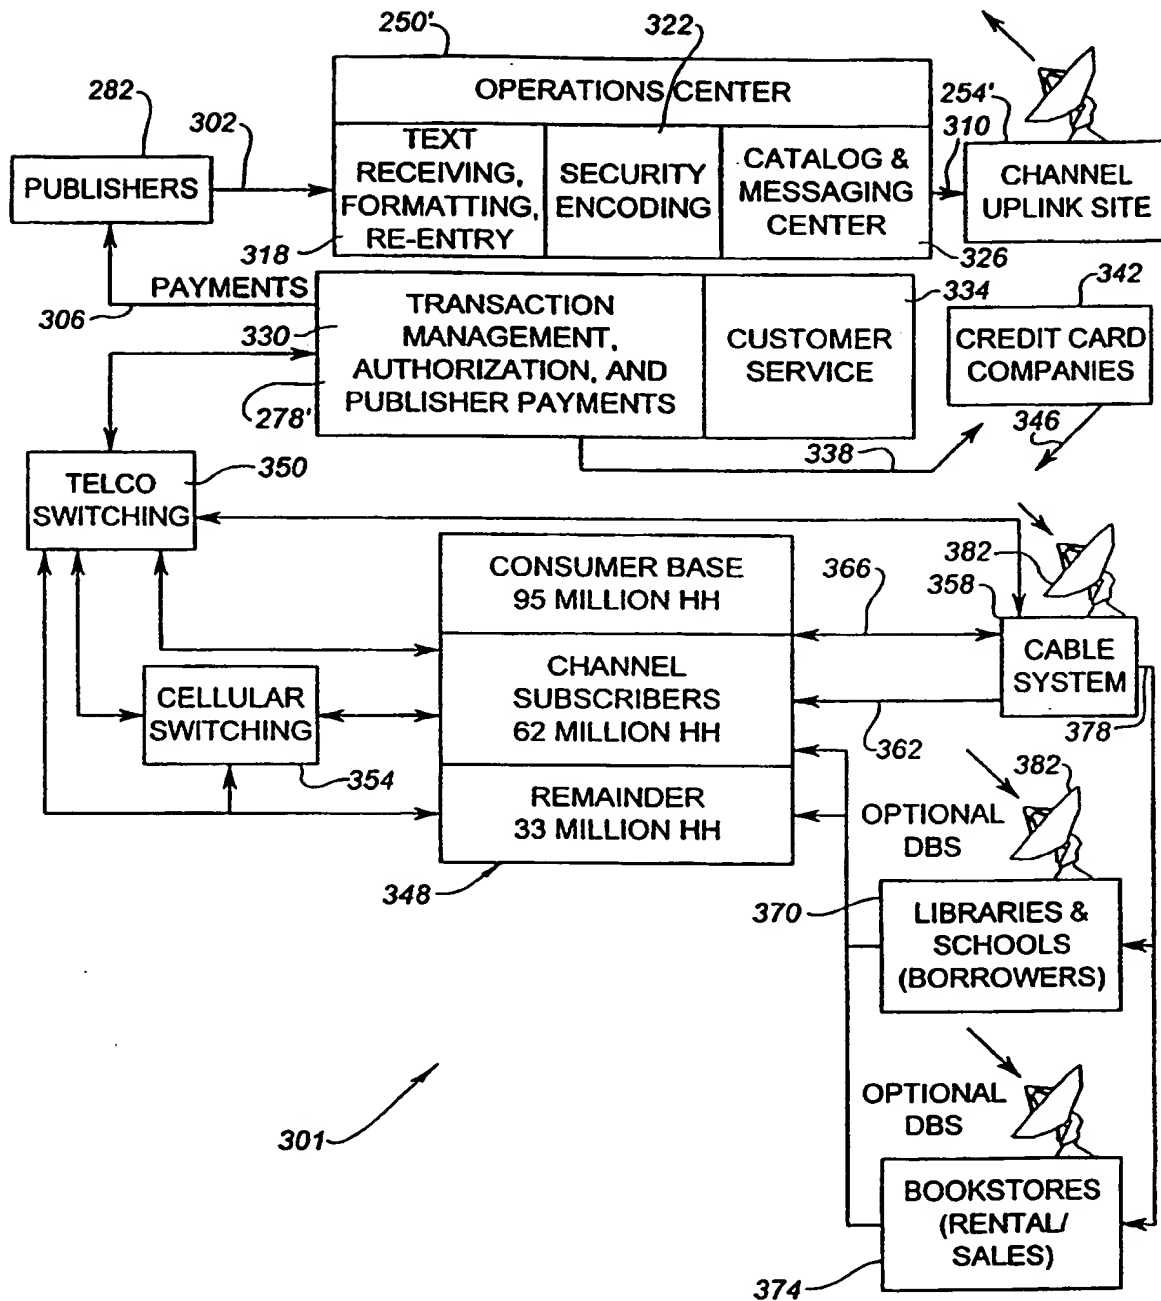 250'
322
282
302
OPERATIONS CENTER
254'
310
PUBLISHERS
TEXT
RECEIVING,
FORMATTING,
RE-ENTRY
318
SECURITY
ENCODING
CATALOG &
MESSAGING
CENTER
326
CHANNEL
UPLINK SITE
PAYMENTS
306
330
TRANSACTION
MANAGEMENT,
AUTHORIZATION, AND
PUBLISHER PAYMENTS
278'
334
CUSTOMER
SERVICE
342
CREDIT CARD
COMPANIES
346
338
350
TELCO
SWITCHING
CONSUMER BASE
95 MILLION HH
366
382
358
CABLE
SYSTEM
CHANNEL
SUBSCRIBERS
62 MILLION HH
CELLULAR
SWITCHING
354
362
378
382
REMAINDER
33 MILLION HH
348
OPTIONAL
DBS
370
LIBRARIES &
SCHOOLS
(BORROWERS)
301
OPTIONAL
DBS
BOOKSTORES
(RENTAL/
SALES)
374